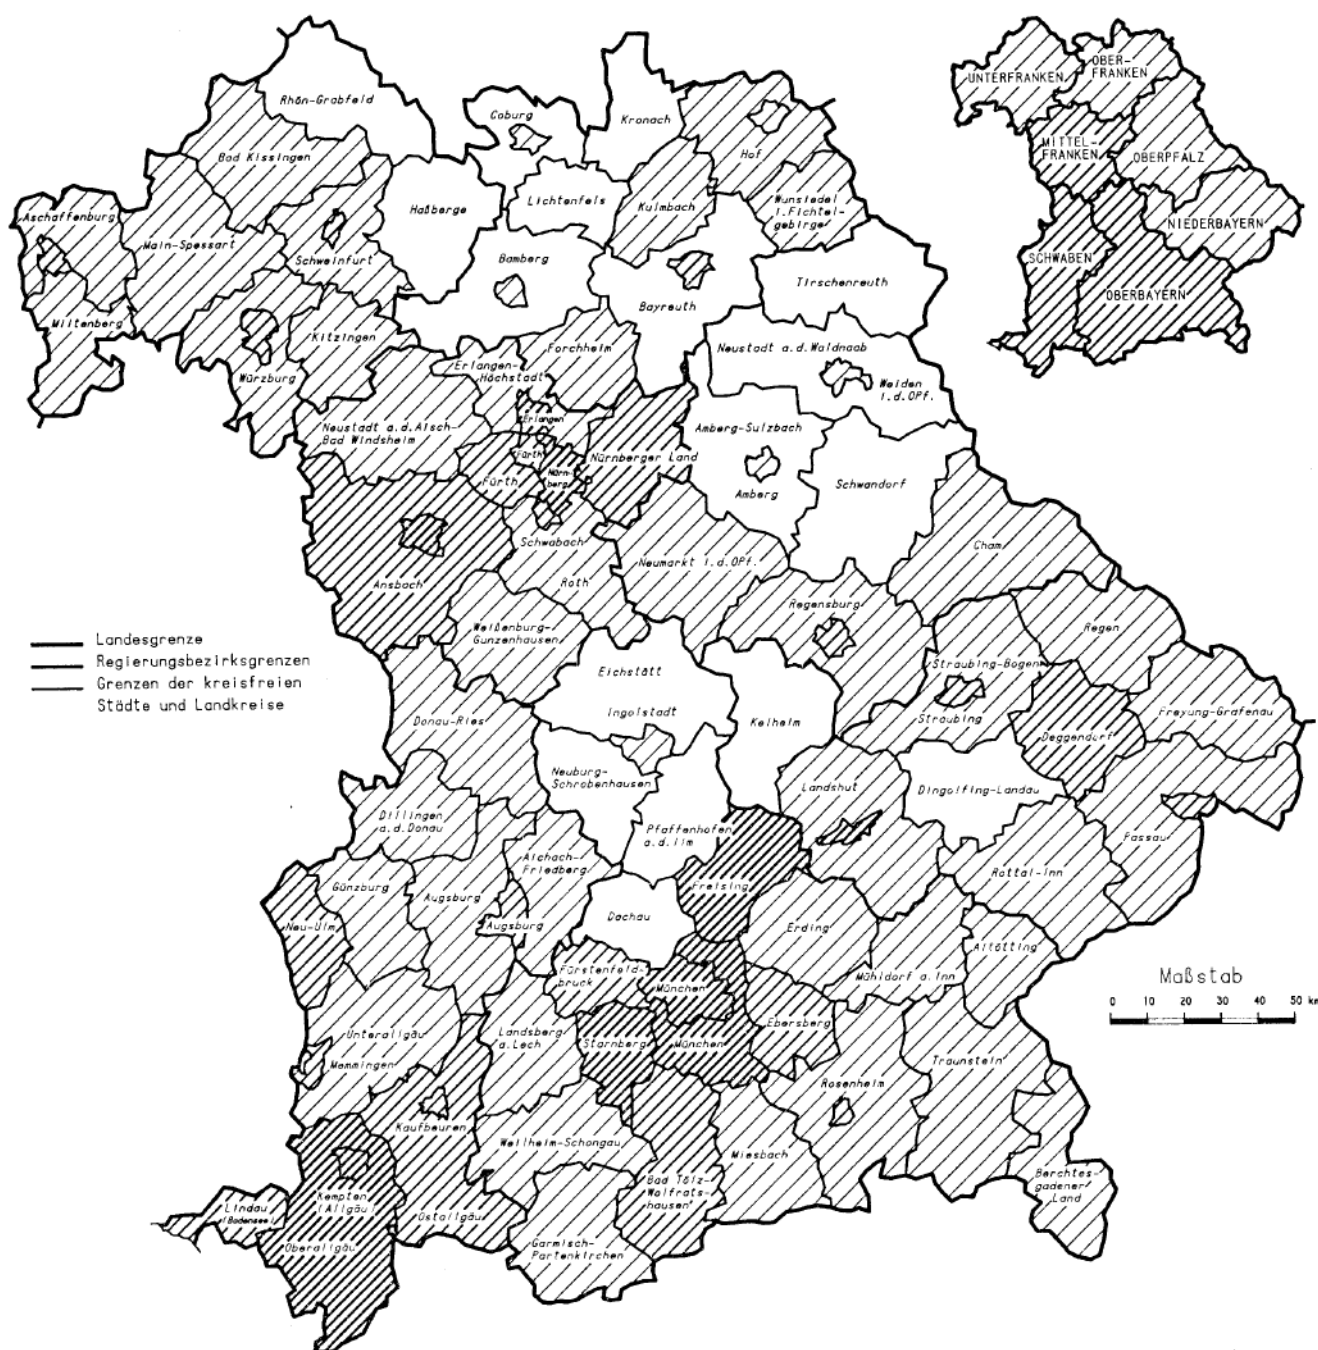 Rhön-Grabfeld
Coburg
Kronach
Bad Kissingen
Hof
Aschaffenburg
Haßberge
Lichtenfels
Kulmbach
Wunsiedel
i.Fichtel-
gebirge
Main-Spessart
Schweinfurt
Bamberg
Tirschenreuth
Bayreuth
Miltenberg
Kitzingen
Forchheim
Neustadt a.d.Waldnaab
Würzburg
Erlangen-
Höchstadt
Weiden
i.d.OPf.
Neustadt a.d.Aisch-
Bad Windsheim
Erlangen
Amberg-Sulzbach
Fürth
Nürnberger Land
Fürth
Nürn-
berg
Amberg
Schwandorf
Schwabach
Cham
Ansbach
Roth
Neumarkt i.d.OPf.
Regensburg
Weißenburg-
Gunzenhausen
Regen
Eichstätt
Straubing-Bogen
Ingolstadt
Kelheim
Straubing
Freyung-Grafenau
Donau-Ries
Deggendorf
Neuburg-
Schrobenhausen
Landshut
Dingolfing-Landau
Dillingen
a.d.Donau
Pfaffenhofen
a.d.Ilm
Passau
Aichach-
Friedberg
Günzburg
Augsburg
Freising
Rottal-Inn
Neu-Ulm
Augsburg
Dachau
Erding
Altötting
Fürstenfeld-
bruck
München
Mühldorf a.Inn
Unterallgäu
Landsberg
a.Lech
Starnberg
München
Ebersberg
Memmingen
Traunstein
Kaufbeuren
Rosenheim
Weilheim-Schongau
Miesbach
Berchtes-
gadener
Land
Lindau
(Bodensee)
Kempten
(Allgäu)
Oberallgäu
Ostallgäu
Bad Tölz-
Wolfrats-
hausen
Garmisch-
Partenkirchen
UNTERFRANKEN
OBER-
FRANKEN
MITTEL-
FRANKEN
OBERPFALZ
NIEDERBAYERN
SCHWABEN
OBERBAYERN
Landesgrenze
Regierungsbezirksgrenzen
Grenzen der kreisfreien
Städte und Landkreise
Maßstab
0 10 20 30 40 50 km